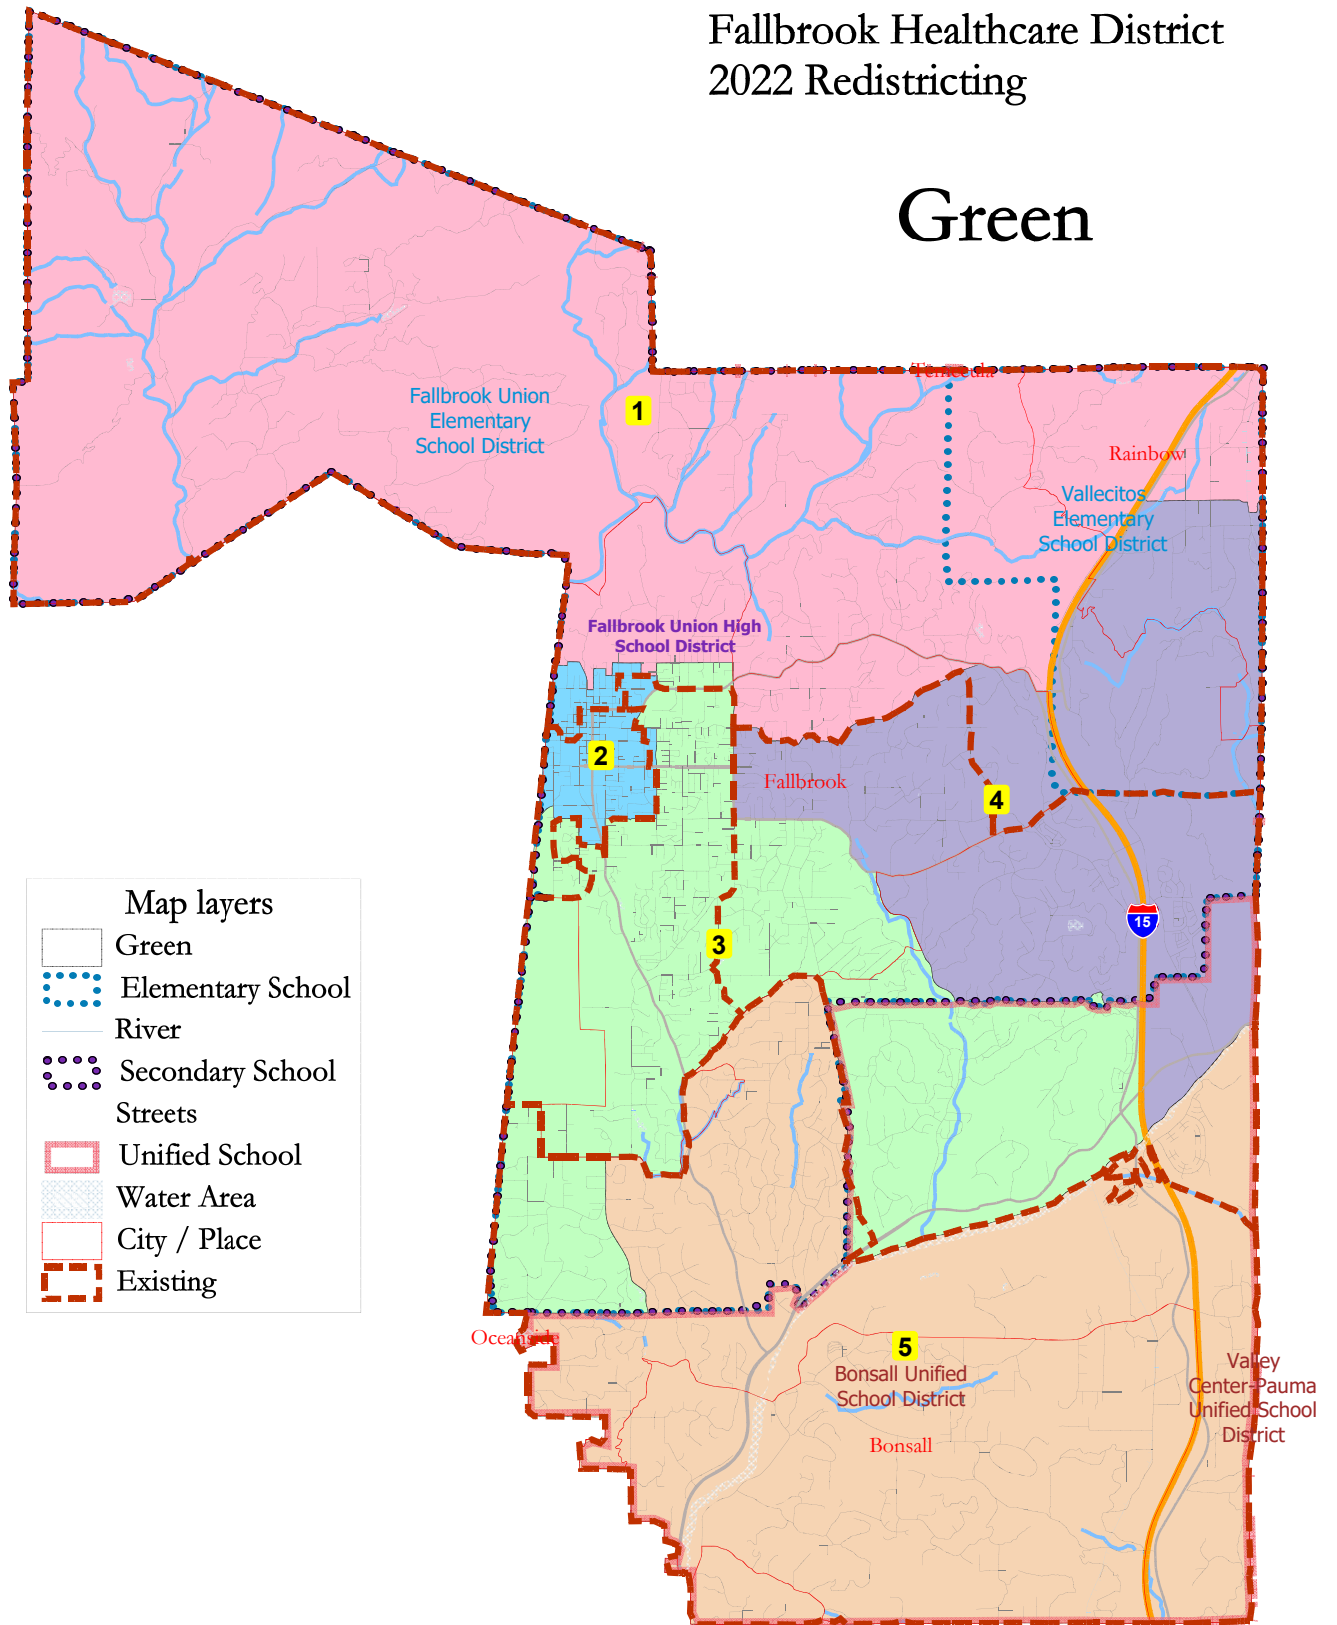 Fallbrook Healthcare District
2022 Redistricting
Green
Temecula
Fallbrook Union
Elementary
School District
1
Rainbow
Vallecitos
Elementary
School District
Fallbrook Union High
School District
2
Fallbrook
4
3
15
Map layers
Green
Elementary School
River
Secondary School
Streets
Unified School
Water Area
City / Place
Existing
Oceanside
5
Bonsall Unified
School District
Bonsall
Valley
Center-Pauma
Unified School
District